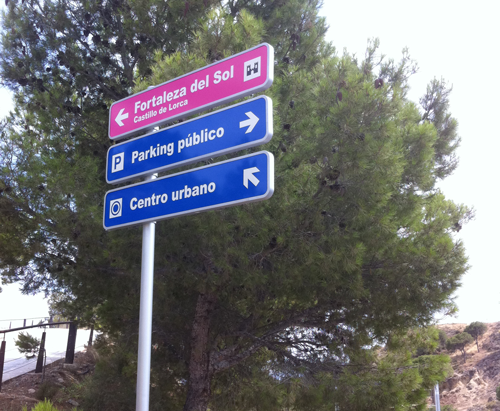 Fortaleza del Sol
Castillo de Lorca
P Parking público
Centro urbano